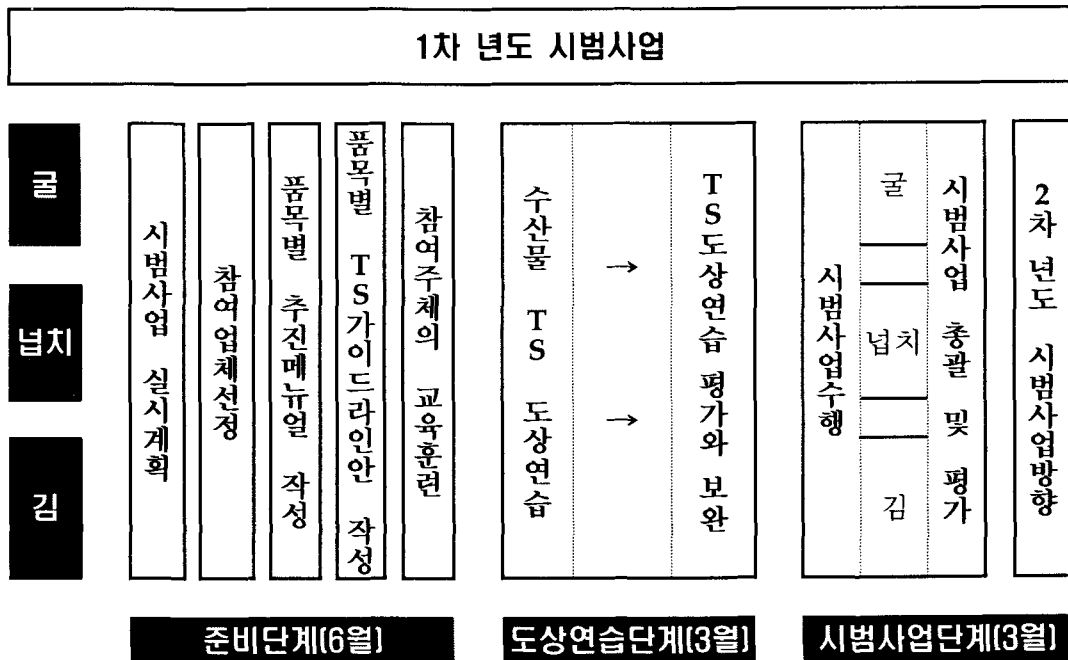 1차 년도 시범사업
굴
넙치
김
시범사업 실시계획
참여업체선정
품목별 추진메뉴얼 작성
품목별 TS가이드라인안 작성
참여주체의 교육훈련
수산물 TS 도상연습
→
→
TS도상연습 평가와 보완
시범사업수행
굴
넙치
김
시범사업 총괄 및 평가
2차 년도 시범사업방향
준비단계(6월)
도상연습단계(3월)
시범사업단계(3월)